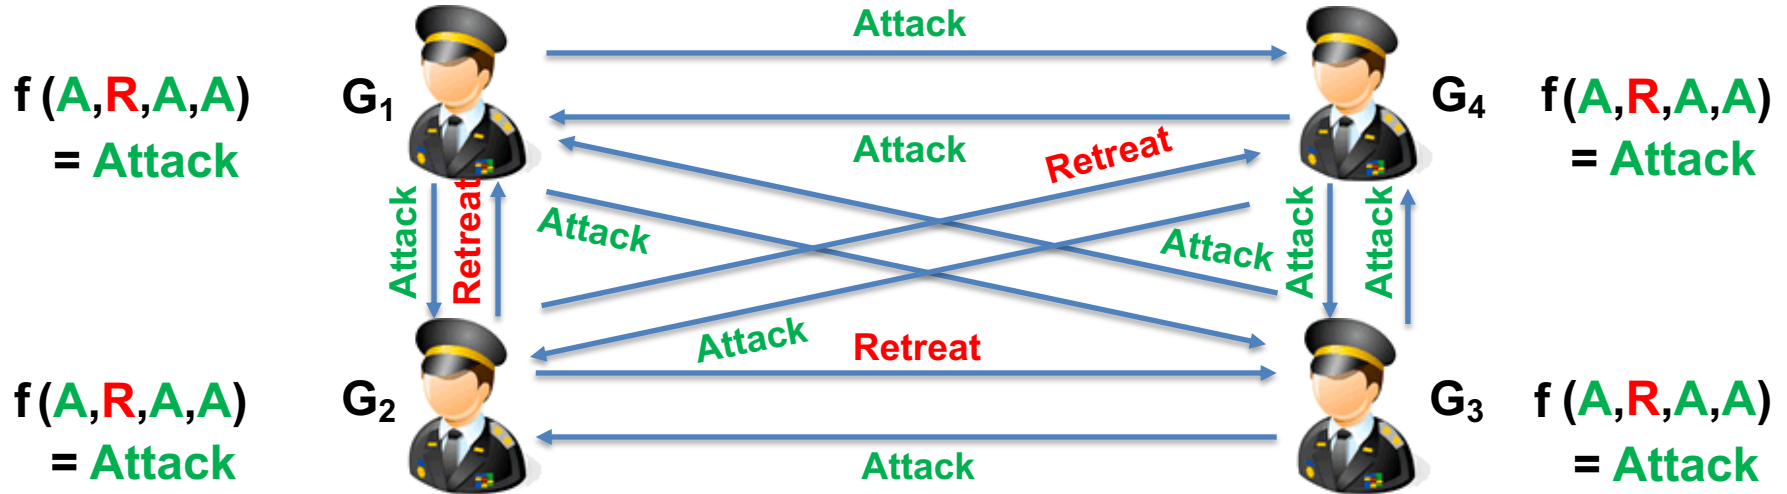 Attack
f (A,R,A,A)
= Attack
G1
G4
f (A,R,A,A)
= Attack
Attack
Retreat
Attack
Retreat
Attack
Attack
Attack
Attack
Attack
Retreat
f (A,R,A,A)
= Attack
G2
G3
f (A,R,A,A)
= Attack
Attack